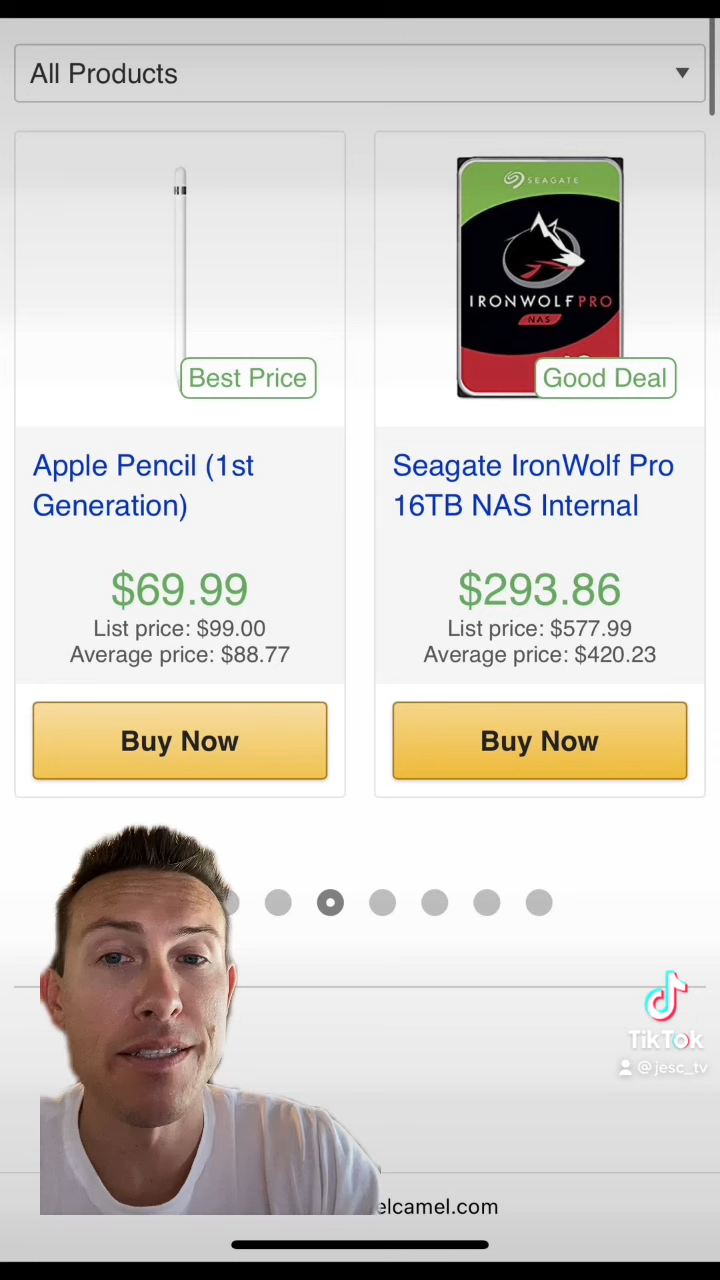 All Products
SEAGATE
IRONWOLF PRO
NAS
Best Price
Good Deal
Apple Pencil (1st
Generation)
Seagate IronWolf Pro
16TB NAS Internal
$69.99
List price: $99.00
Average price: $88.77
$293.86
List price: $577.99
Average price: $420.23
Buy Now
Buy Now
TikTok
@jesc_tv
elcamel.com